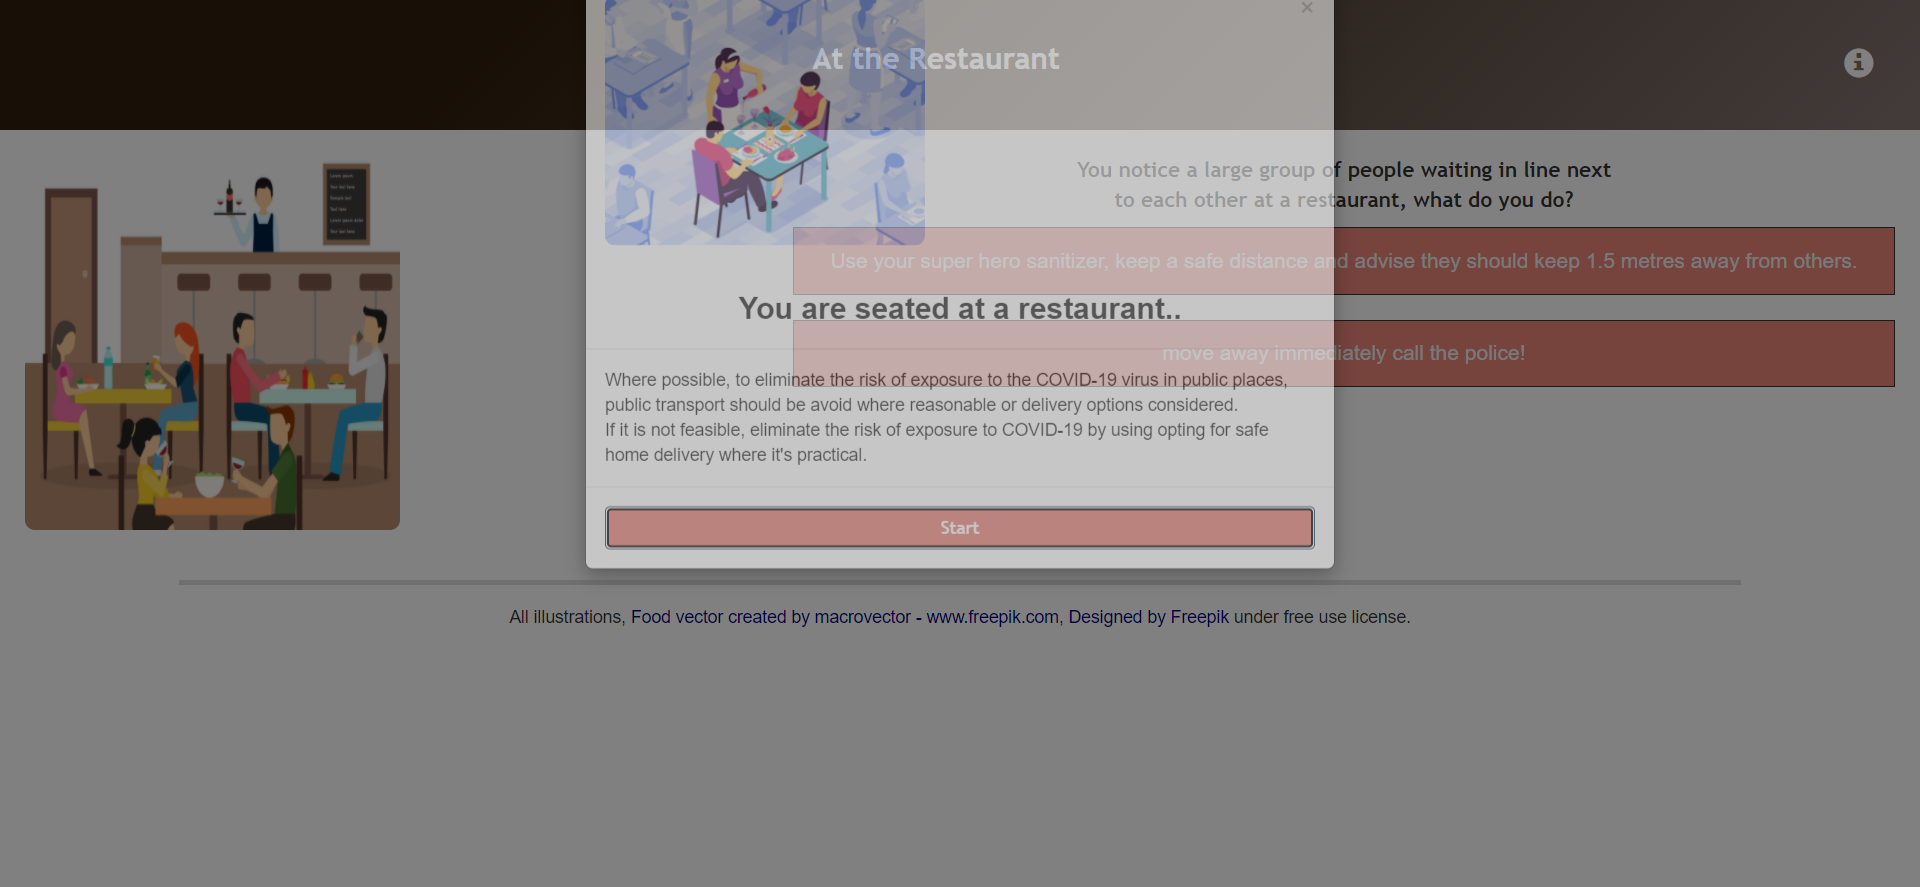 ×
At the Restaurant
You notice a large group of people waiting in line next
to each other at a restaurant, what do you do?
Use your super hero sanitizer, keep a safe distance and advise they should keep 1.5 metres away from others.
You are seated at a restaurant..
move away immediately call the police!
Where possible, to eliminate the risk of exposure to the COVID-19 virus in public places,
public transport should be avoid where reasonable or delivery options considered.
If it is not feasible, eliminate the risk of exposure to COVID-19 by using opting for safe
home delivery where it's practical.
Start
All illustrations, Food vector created by macrovector - www.freepik.com, Designed by Freepik under free use license.